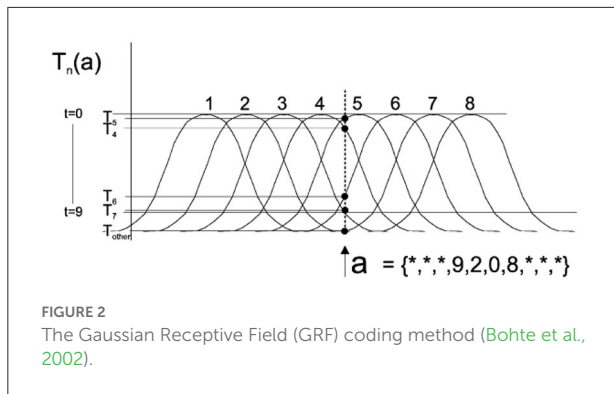 Tn(a)
1 2 3 4 5 6 7 8
t=0
T5
T4
T6
t=9
T7
Tother
a = {*,*,*,9,2,0,8,*,*,*}
FIGURE 2
The Gaussian Receptive Field (GRF) coding method (Bohte et al.,
2002).